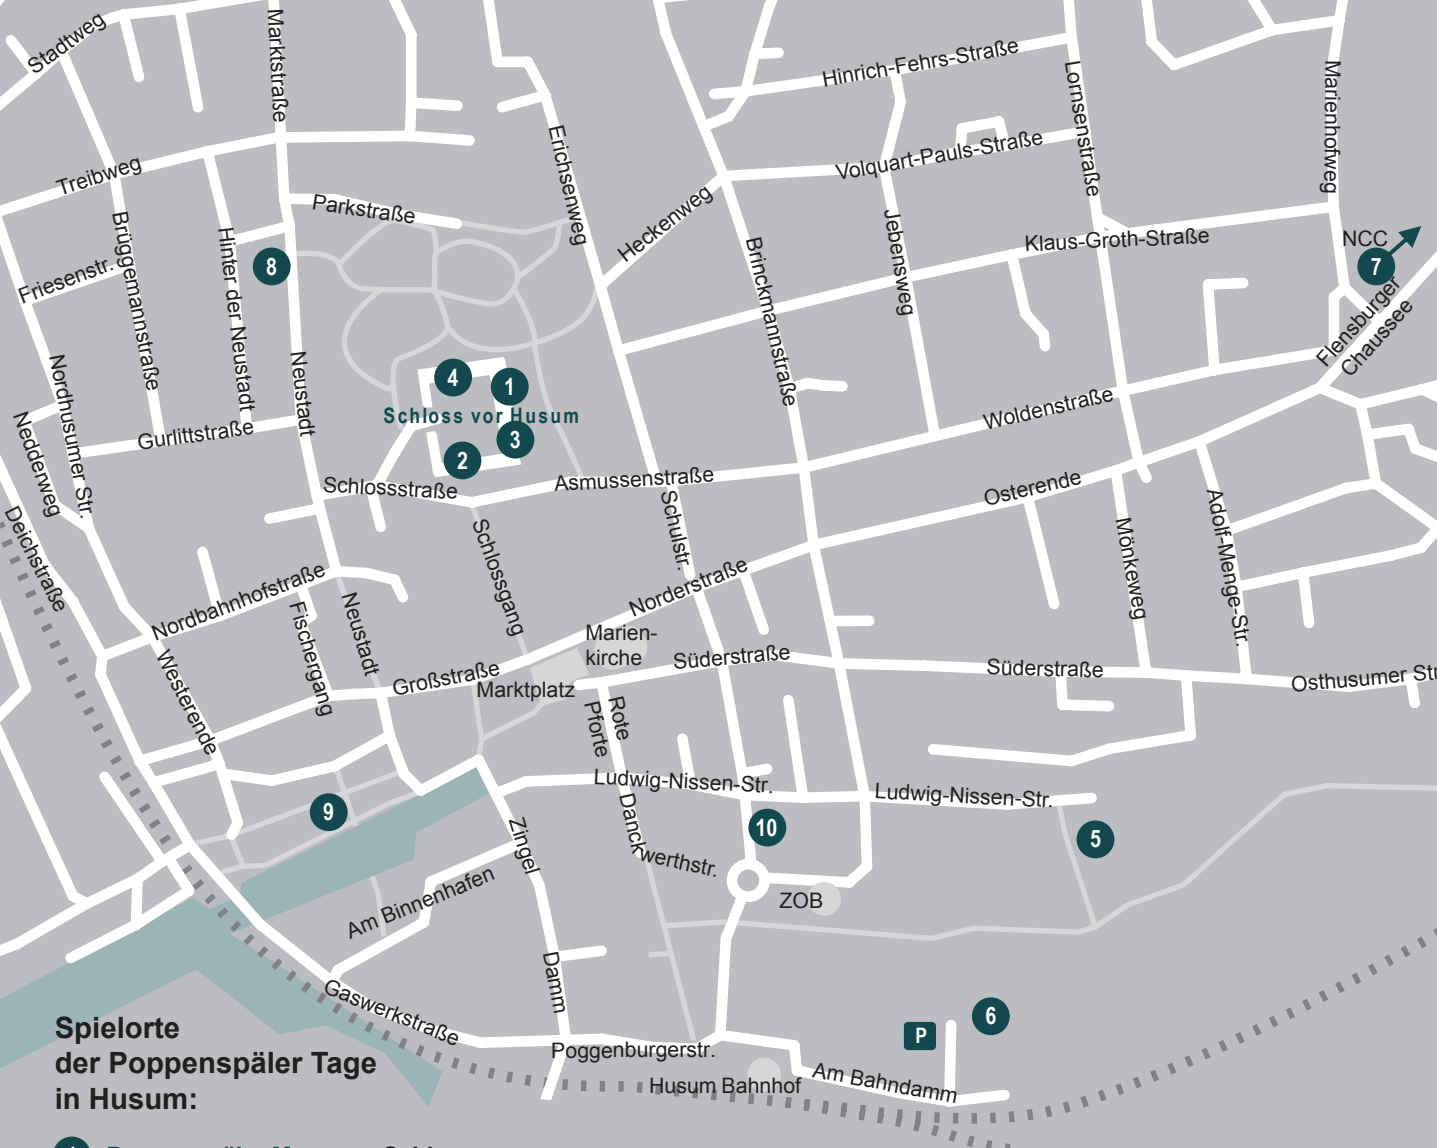 Stadtweg
Marktstraße
Hinrich-Fehrs-Straße
Lornsenstraße
Marienhofweg
Treibweg
Erichsenweg
Volquart-Pauls-Straße
Parkstraße
Heckenweg
Brüggemannstraße
Hinter der Neustadt
Brinckmannstraße
Jebensweg
Klaus-Groth-Straße
NCC
7
Friesenstr.
8
Flensburger
Chaussee
Nordhusumer Str.
Neustadt
4
1
Schloss vor Husum
3
2
Nedderweg
Gurlittstraße
Woldenstraße
Schlossstraße
Asmussenstraße
Osterende
Deichstraße
Schlossgang
Schulstr.
Mönkeweg
Adolf-Menge-Str.
Nordbahnhofstraße
Fischergang
Neustadt
Norderstraße
Marien-
kirche
Süderstraße
Süderstraße
Osthusumer Str
Westerende
Großstraße
Marktplatz
Rote
Pforte
Ludwig-Nissen-Str.
Ludwig-Nissen-Str.
9
10
5
Zingel
Danckwerthstr.
ZOB
Am Binnenhafen
Damm
Gaswerkstraße
6
P
Poggenburgerstr.
Husum Bahnhof
Am Bahndamm
Spielorte
der Poppenspäler Tage
in Husum: